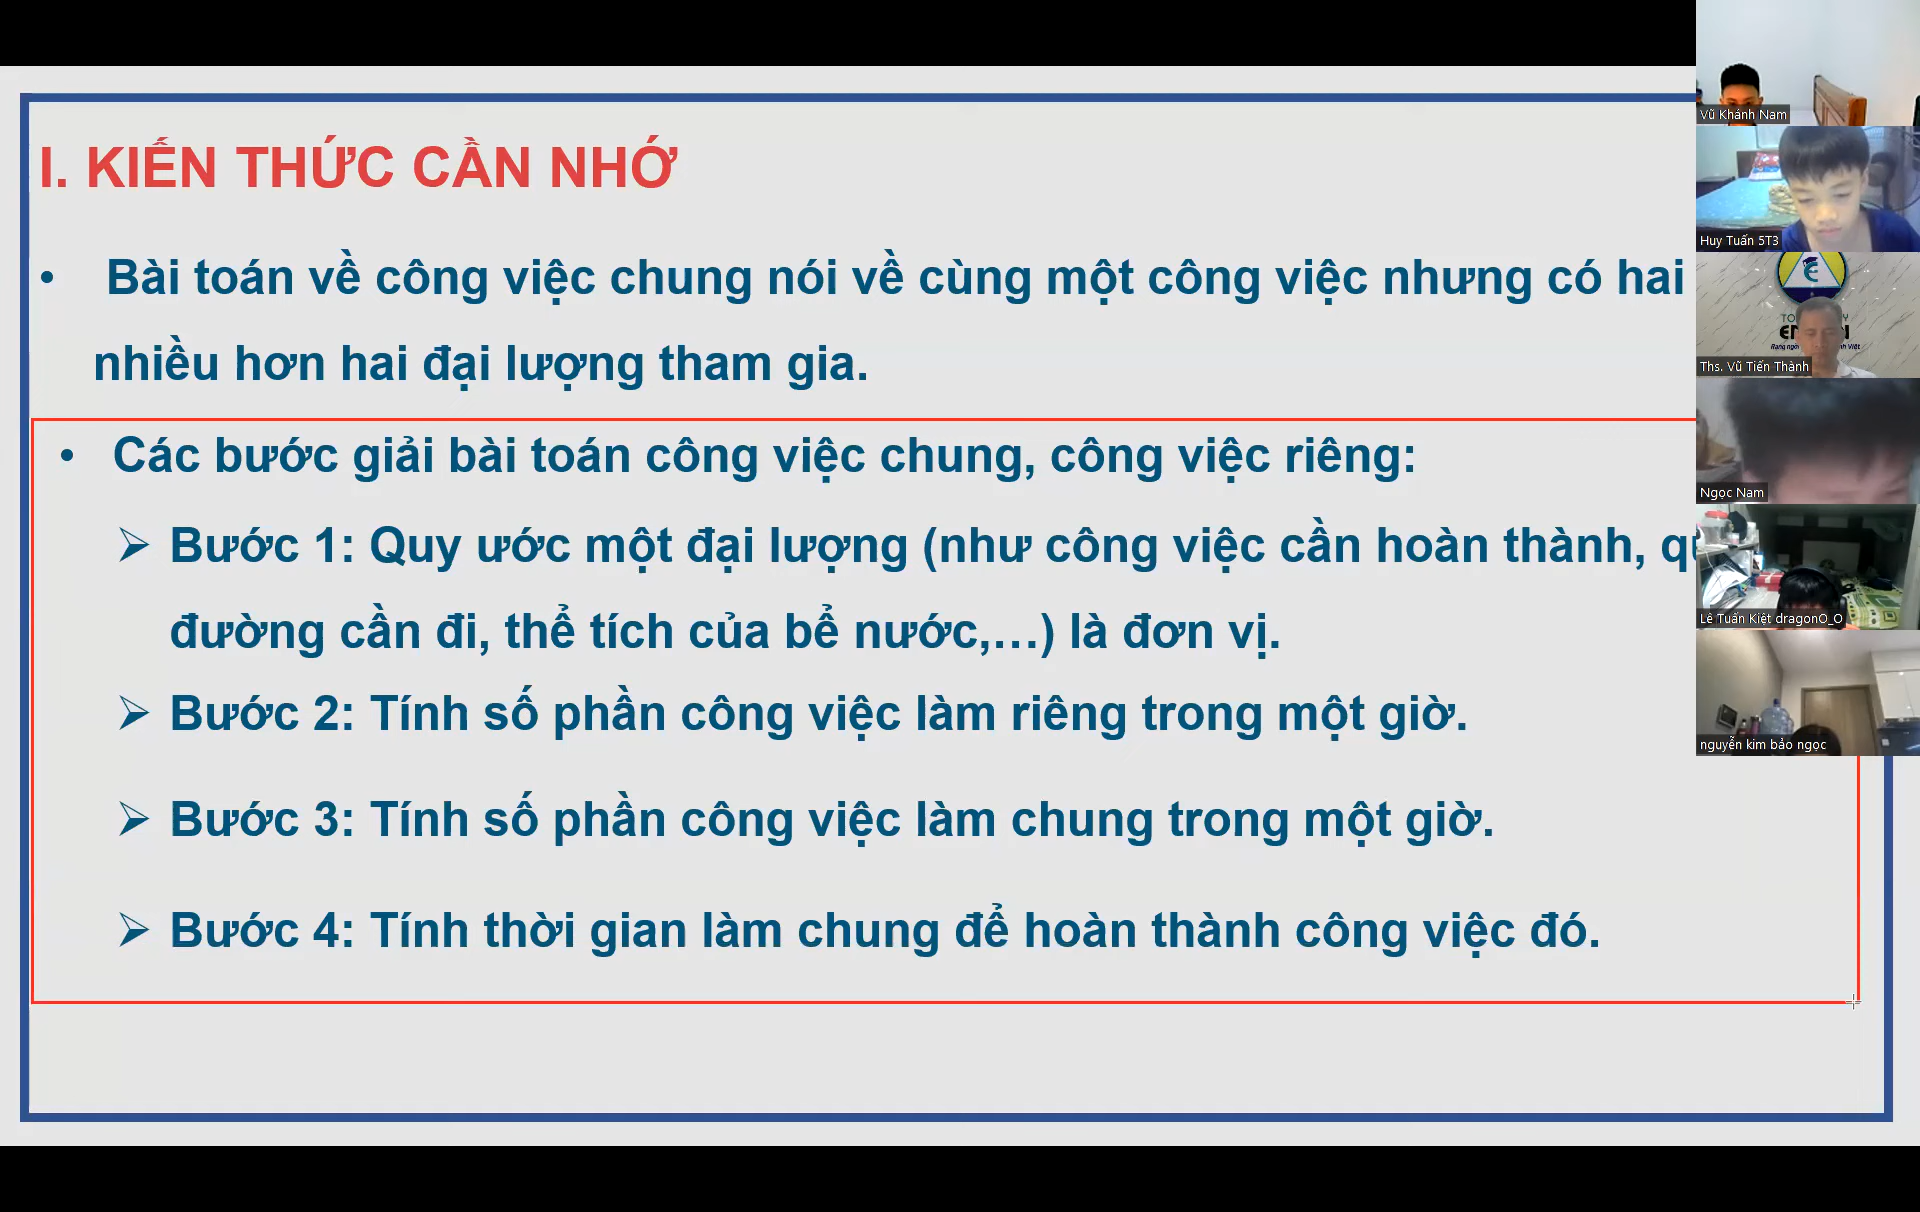 I. KIẾN THỨC CẦN NHỚ
• Bài toán về công việc chung nói về cùng một công việc nhưng có hai
nhiều hơn hai đại lượng tham gia.
• Các bước giải bài toán công việc chung, công việc riêng:
➢ Bước 1: Quy ước một đại lượng (như công việc cần hoàn thành,
đường cần đi, thể tích của bể nước,…) là đơn vị.
➢ Bước 2: Tính số phần công việc làm riêng trong một giờ.
➢ Bước 3: Tính số phần công việc làm chung trong một giờ.
➢ Bước 4: Tính thời gian làm chung để hoàn thành công việc đó.
Vũ Khánh Nam
Huy Tuấn 5T3
Ths. Vũ Tiến Thành
Ngọc Nam
Lê Tuấn Kiệt dragonO_O
nguyễn kim bảo ngọc